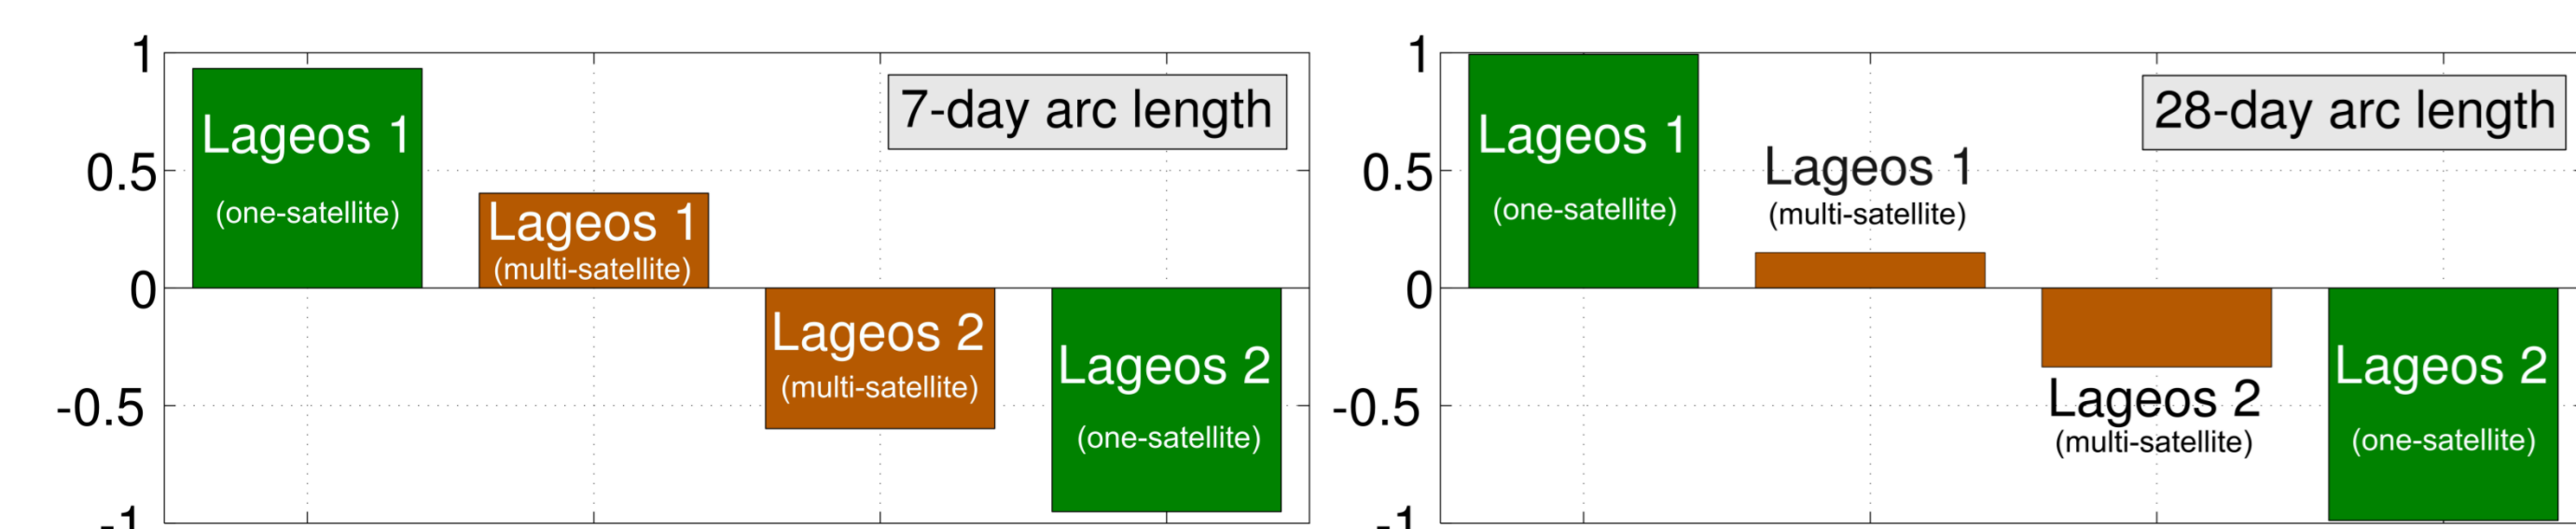 1
0.5
0
-0.5
-1
Lageos 1
(one-satellite)
Lageos 1
(multi-satellite)
Lageos 2
(multi-satellite)
Lageos 2
(one-satellite)
7-day arc length
1
0.5
0
-0.5
-1
Lageos 1
(one-satellite)
Lageos 1
(multi-satellite)
Lageos 2
(multi-satellite)
Lageos 2
(one-satellite)
28-day arc length